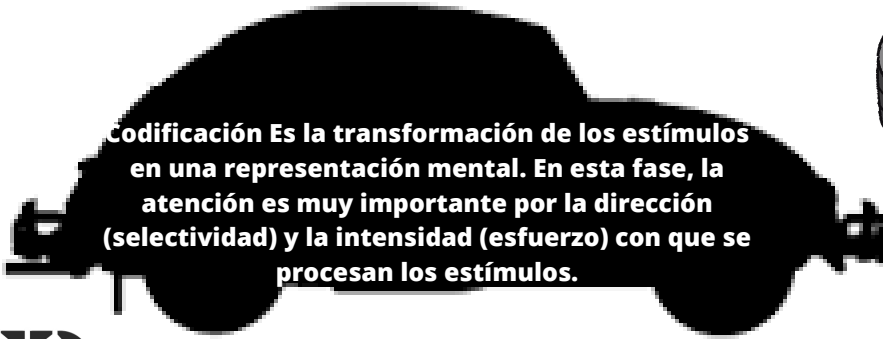 Codificación Es la transformación de los estímulos
en una representación mental. En esta fase, la
atención es muy importante por la dirección
(selectividad) y la intensidad (esfuerzo) con que se
procesan los estímulos.